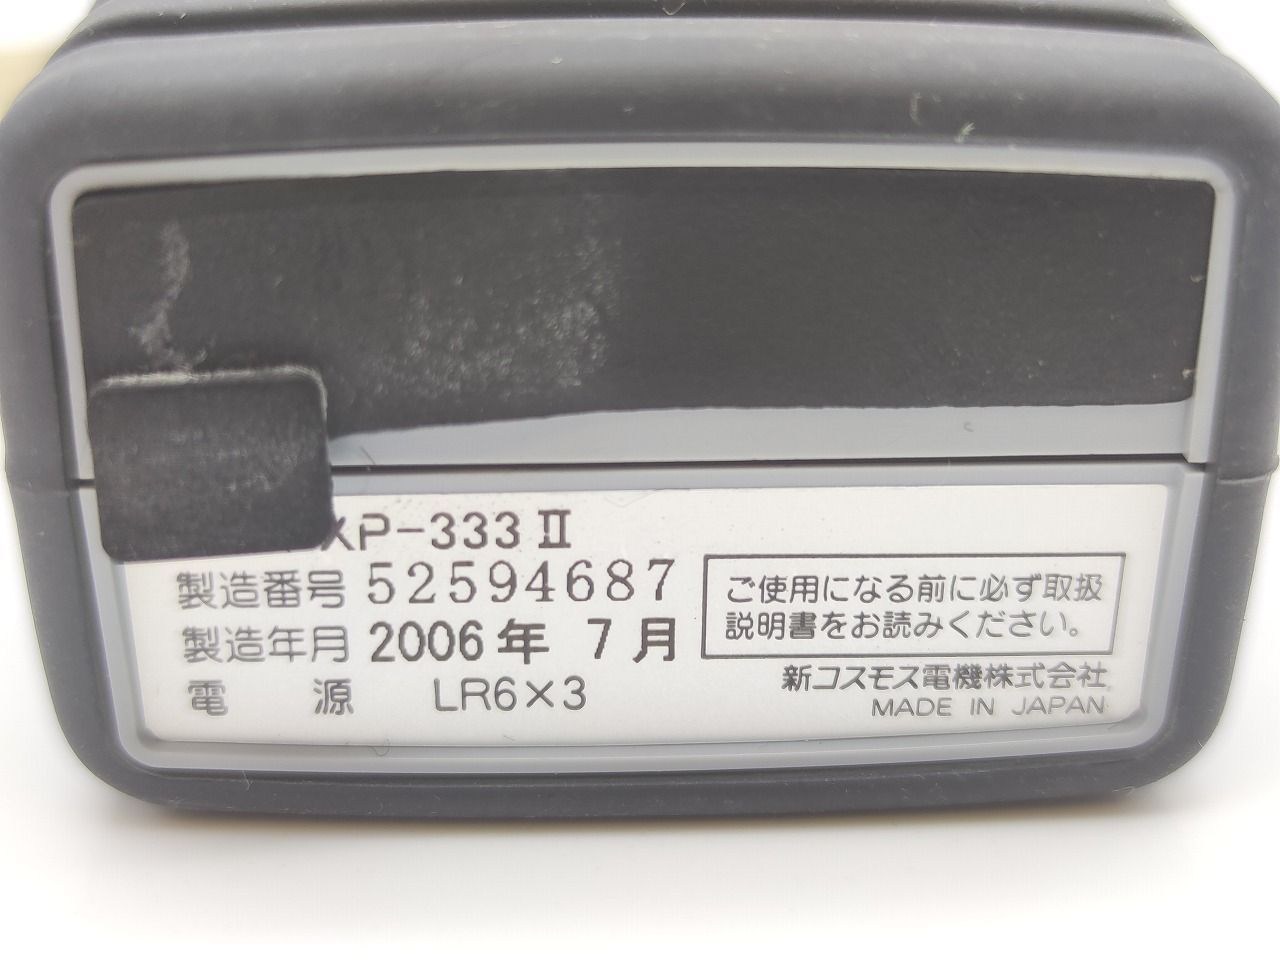 XP-333Ⅱ
製造番号 52594687
製造年月 2006年 7月
電 源 LR6×3
ご使用になる前に必ず取扱
説明書をお読みください。
新コスモス電機株式会社
MADE IN JAPAN